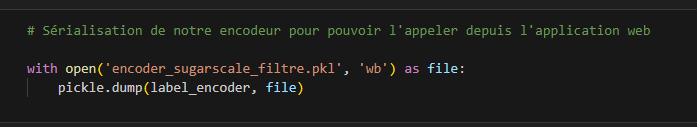 # Sérialisation de notre encodeur pour pouvoir l'appeler depuis l'application web
with open('encoder_sugarscale_filtre.pkl', 'wb') as file:
    pickle.dump(label_encoder, file)